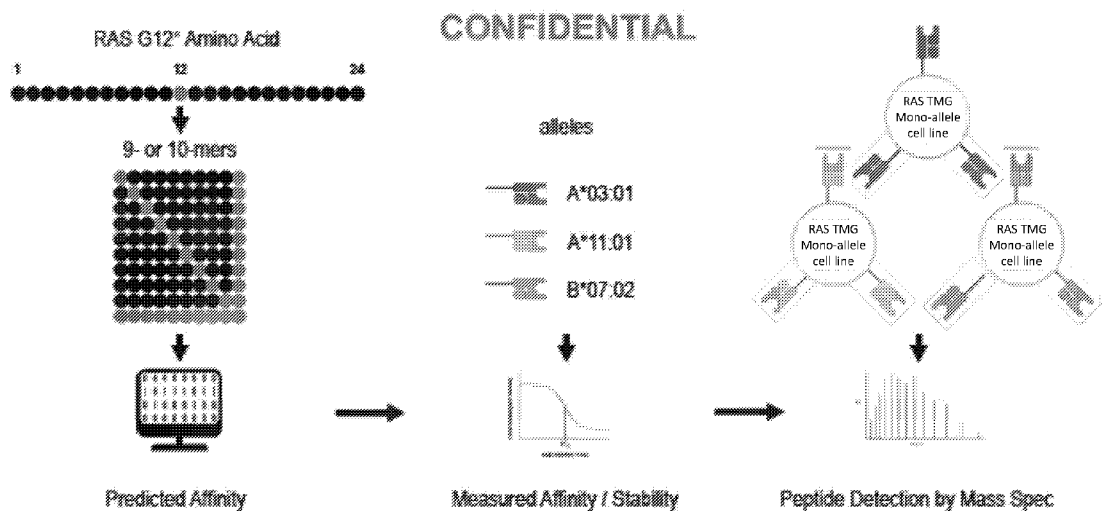 CONFIDENTIAL
RAS G12* Amino Acid
1 12 24
9- or 10-mers
Predicted Affinity
alleles
A*03:01
A*11:01
B*07:02
Measured Affinity / Stability
RAS TMG
Mono-allele
cell line
RAS TMG
Mono-allele
cell line
RAS TMG
Mono-allele
cell line
Peptide Detection by Mass Spec